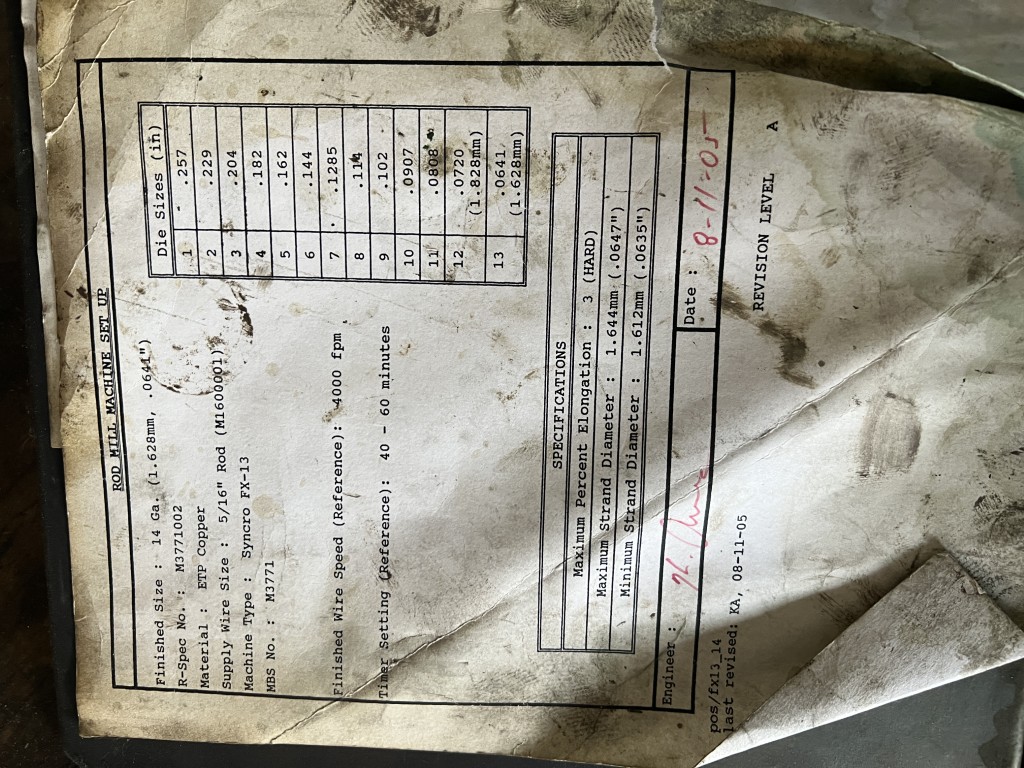 ROD MILL MACHINE SET UP
Finished Size : 14 Ga. (1.628mm, .0641")
R-Spec No. : M3771002
Material : ETP Copper
Supply Wire Size : 5/16" Rod (M1600001)
Machine Type : Syncro FX-13
MBS No. : M3771
Finished Wire Speed (Reference): 4000 fpm
Timer Setting (Reference): 40 - 60 minutes
Die Sizes (in)
1 .257
2 .229
3 .204
4 .182
5 .162
6 .144
7 .1285
8 .114
9 .102
10 .0907
11 .0808
12 .0720
(1.828mm)
13 .0641
(1.628mm)
SPECIFICATIONS
Maximum Percent Elongation : 3 (HARD)
Maximum Strand Diameter : 1.644mm (.0647")
Minimum Strand Diameter : 1.612mm (.0635")
Engineer :
Date : 8-11-05
pos/fx13_14
last revised: KA, 08-11-05
REVISION LEVEL A